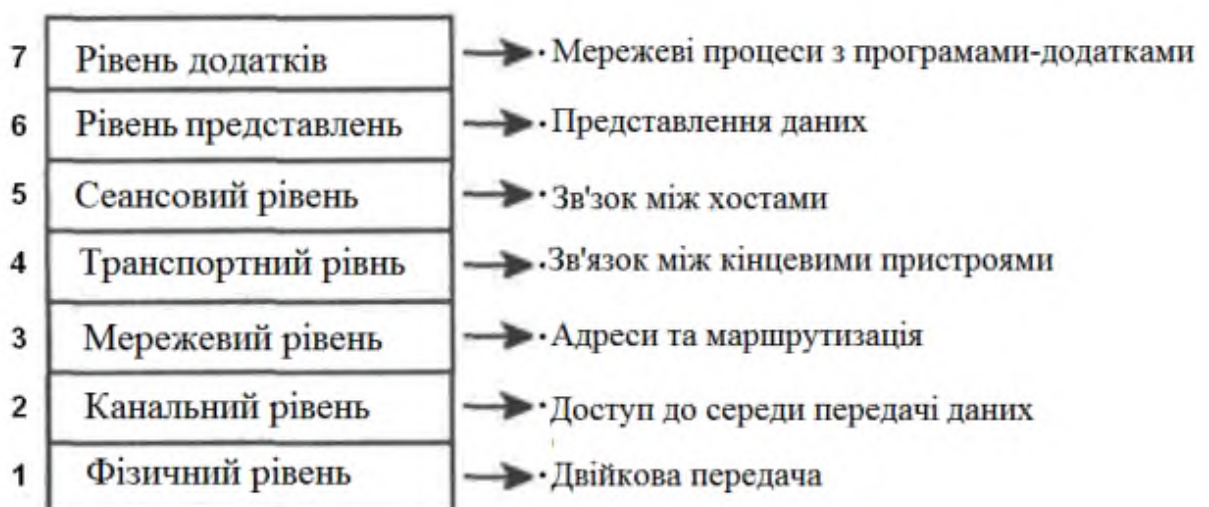 7 Рівень додатків · Мережеві процеси з програмами-додатками
6 Рівень представлень · Представлення даних
5 Сеансовий рівень · Зв'зок між хостами
4 Транспортний рівнь · Зв'язок між кінцевими пристроями
3 Мережевий рівень · Адреси та маршрутизація
2 Канальний рівень · Доступ до середи передачі даних
1 Фізичний рівень · Двійкова передача